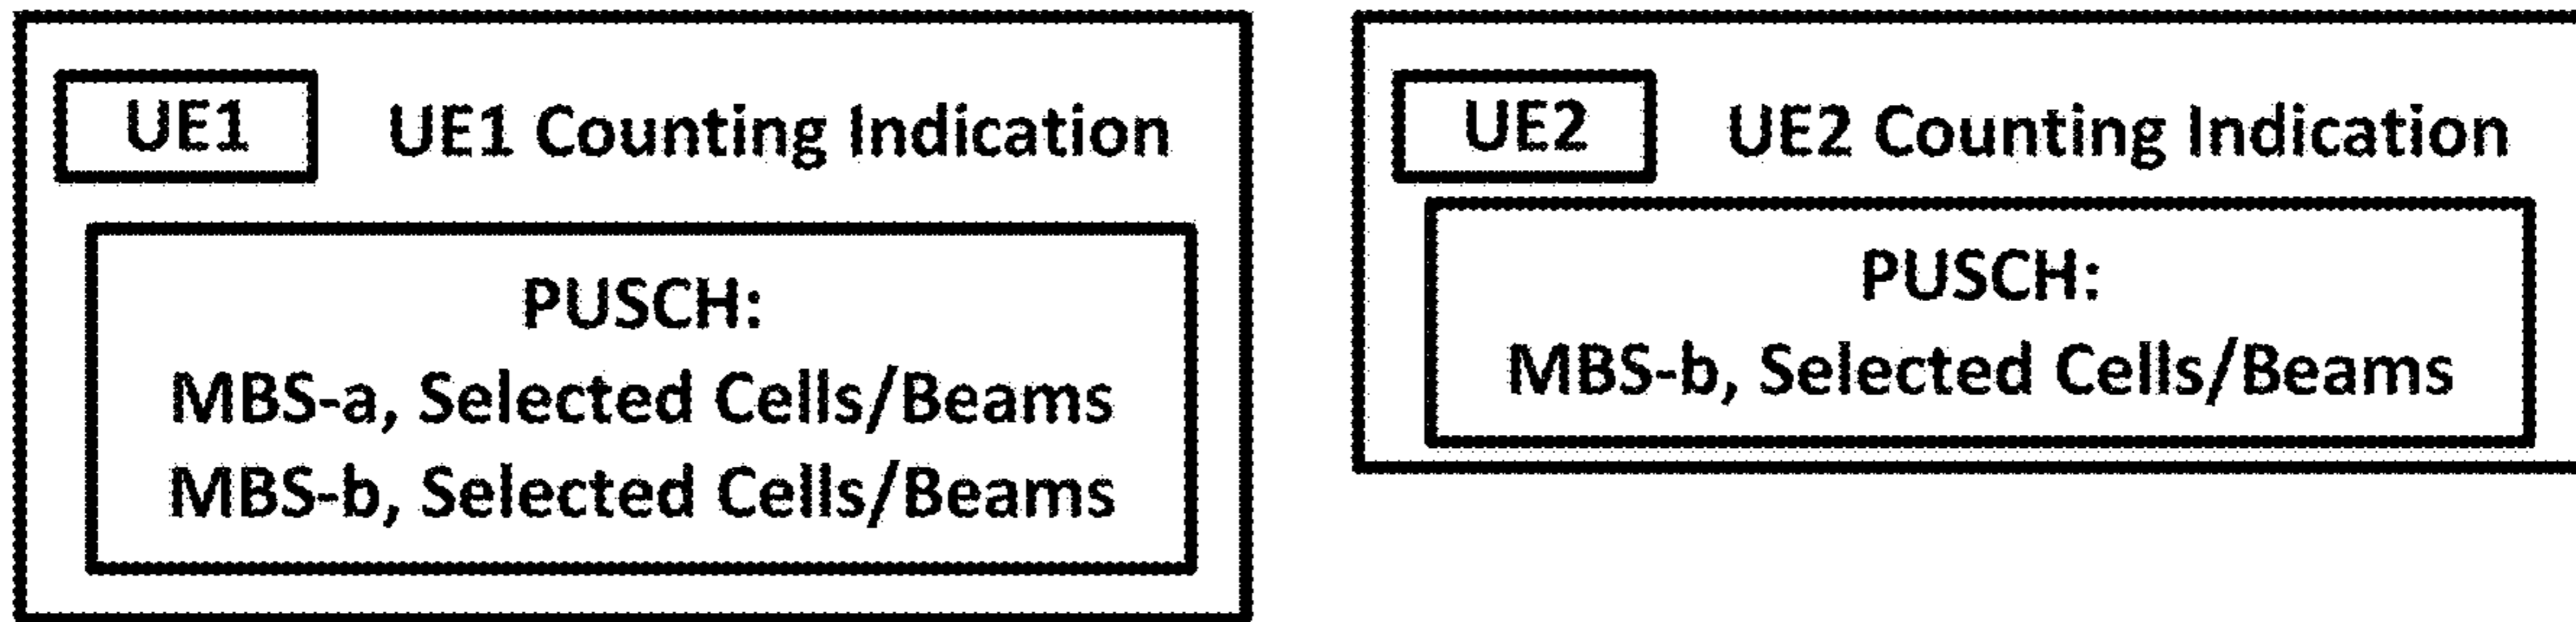 UE1 UE1 Counting Indication
PUSCH:
MBS-a, Selected Cells/Beams
MBS-b, Selected Cells/Beams
UE2 UE2 Counting Indication
PUSCH:
MBS-b, Selected Cells/Beams